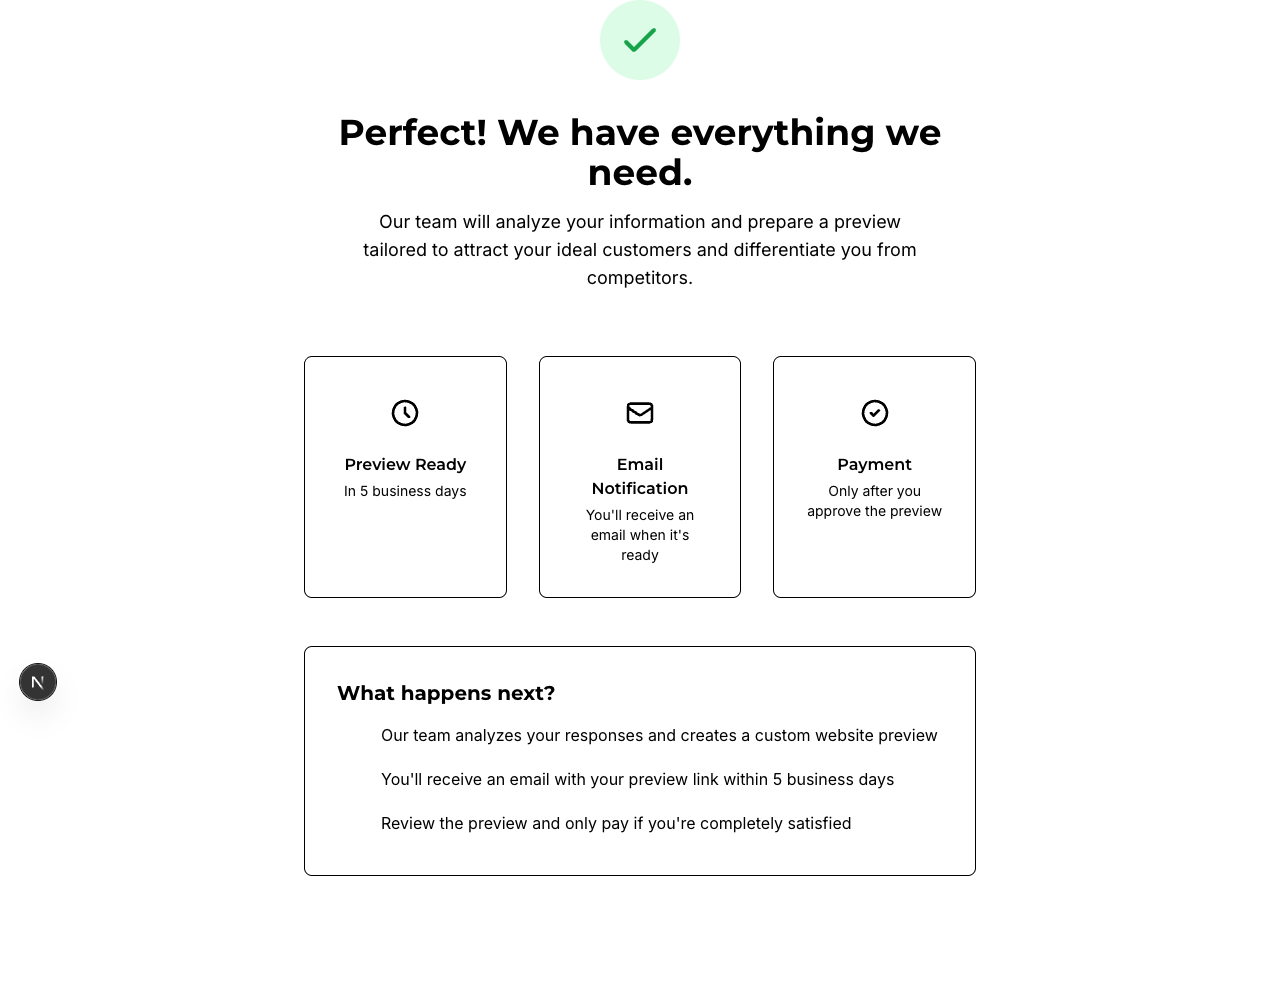 Perfect! We have everything we
need.
Our team will analyze your information and prepare a preview
tailored to attract your ideal customers and differentiate you from
competitors.
Preview Ready
In 5 business days
Email
Notification
You'll receive an
email when it's
ready
Payment
Only after you
approve the preview
N
What happens next?
Our team analyzes your responses and creates a custom website preview
You'll receive an email with your preview link within 5 business days
Review the preview and only pay if you're completely satisfied